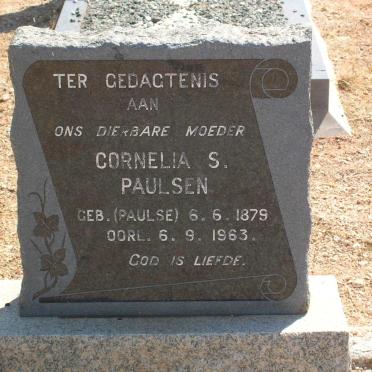 TER GEDAGTENIS
AAN
ONS DIERBARE MOEDER
CORNELIA S.
PAULSEN
GEB. (PAULSE) 6.6.1879
OORL. 6.9.1963.
GOD IS LIEFDE.